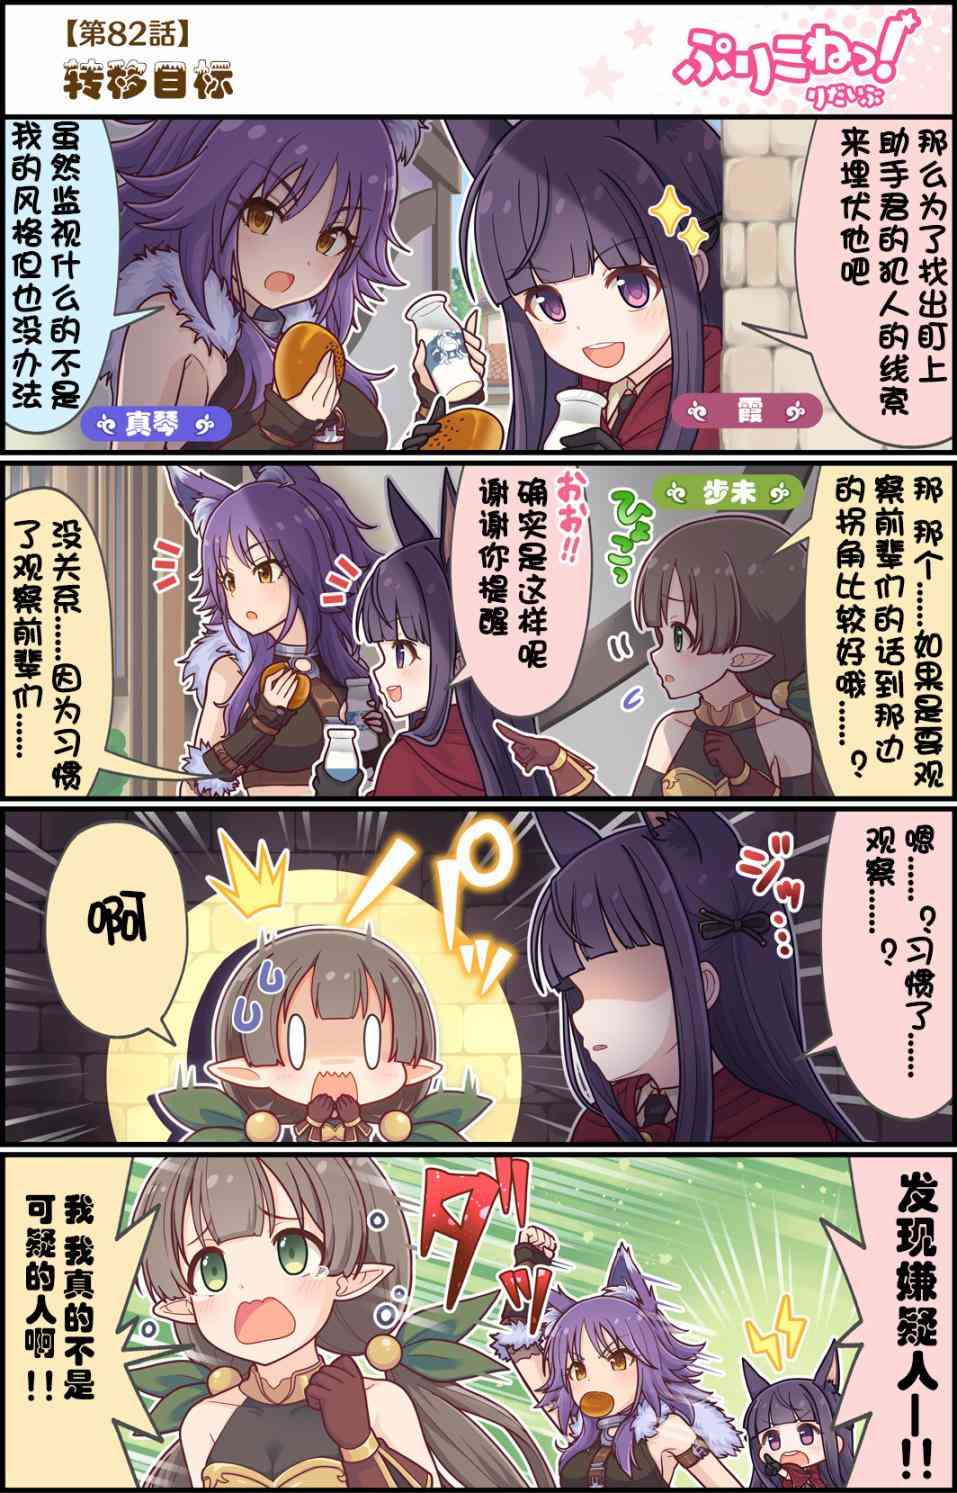 【第82話】
转移目标
ぷりこねっ!
りだいぶ
那么为了找出盯上
助手君的犯人的线索
来埋伏他吧
虽然监视什么的不是
我的风格但也没办法
霞
真琴
那 那个……如果是要观
察前辈们的话到那边
的拐角比较好哦……?
步未
ひょこっ
おお!!
确实是这样呢
谢谢你提醒
没关系……因为习惯
了观察前辈们……
嗯……?习惯了……
观察……?
ジッ…
パッ
啊
发现嫌疑人ー!!
ダッ
我 我真的不是
可疑的人啊!!